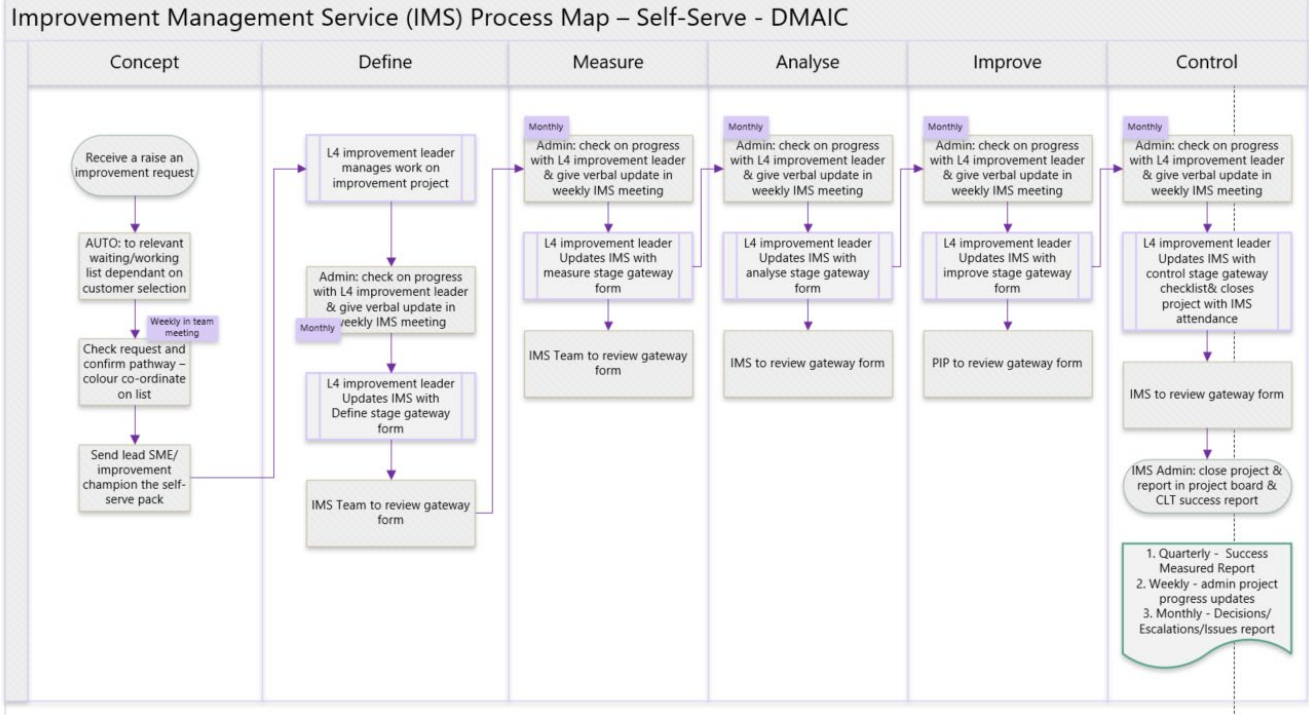 Improvement Management Service (IMS) Process Map – Self-Serve - DMAIC
Concept
Define
Measure
Analyse
Improve
Control
Receive a raise an
improvement request
AUTO: to relevant
waiting/working
list dependant on
customer selection
Weekly in team
meeting
Check request and
confirm pathway –
colour co-ordinate
on list
Send lead SME/
improvement
champion the self-
serve pack
L4 improvement leader
manages work on
improvement project
Admin: check on progress
with L4 improvement leader
& give verbal update in
weekly IMS meeting
Monthly
L4 improvement leader
Updates IMS with
Define stage gateway
form
IMS Team to review gateway
form
Monthly
Admin: check on progress
with L4 improvement leader
& give verbal update in
weekly IMS meeting
L4 improvement leader
Updates IMS with
measure stage gateway
form
IMS Team to review gateway
form
Monthly
Admin: check on progress
with L4 improvement leader
& give verbal update in
weekly IMS meeting
L4 improvement leader
Updates IMS with
analyse stage gateway
form
IMS to review gateway form
Monthly
Admin: check on progress
with L4 improvement leader
& give verbal update in
weekly IMS meeting
L4 improvement leader
Updates IMS with
improve stage gateway
form
PIP to review gateway form
Monthly
Admin: check on progress
with L4 improvement leader
& give verbal update in
weekly IMS meeting
L4 improvement leader
Updates IMS with
control stage gateway
checklist& closes
project with IMS
attendance
IMS to review gateway form
IMS Admin: close project &
report in project board &
CLT success report
1. Quarterly -  Success
Measured Report
2. Weekly - admin project
progress updates
3. Monthly - Decisions/
Escalations/Issues report